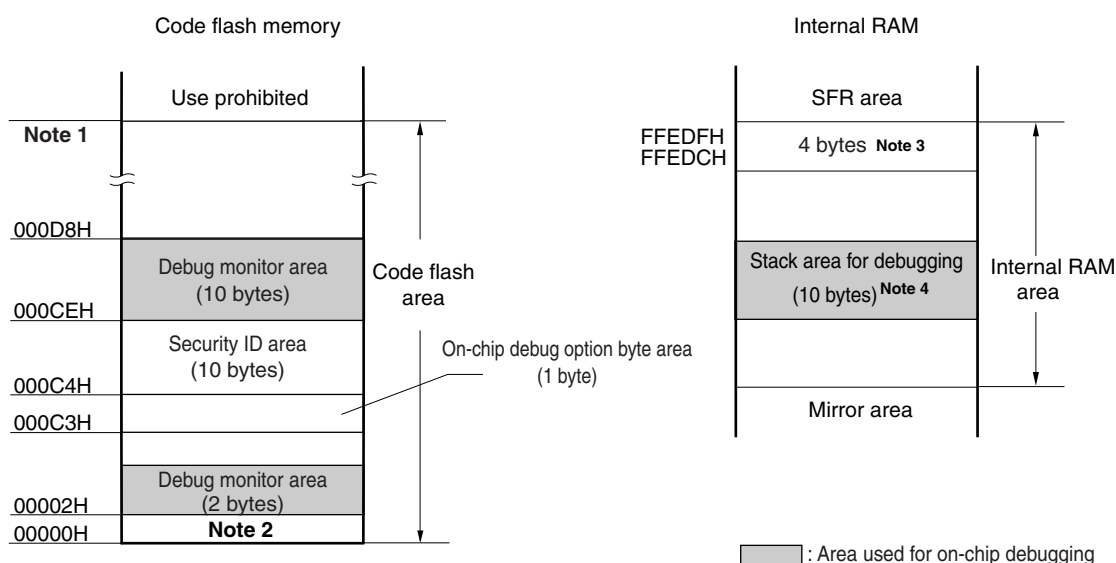 Code flash memory
Use prohibited
Note 1
000D8H
Debug monitor area
(10 bytes)
Code flash
area
000CEH
Security ID area
(10 bytes)
On-chip debug option byte area
(1 byte)
000C4H
000C3H
Debug monitor area
(2 bytes)
00002H
Note 2
00000H
Internal RAM
SFR area
FFEDFH
FFEDCH
4 bytes Note 3
Stack area for debugging
(10 bytes) Note 4
Internal RAM
area
Mirror area
: Area used for on-chip debugging